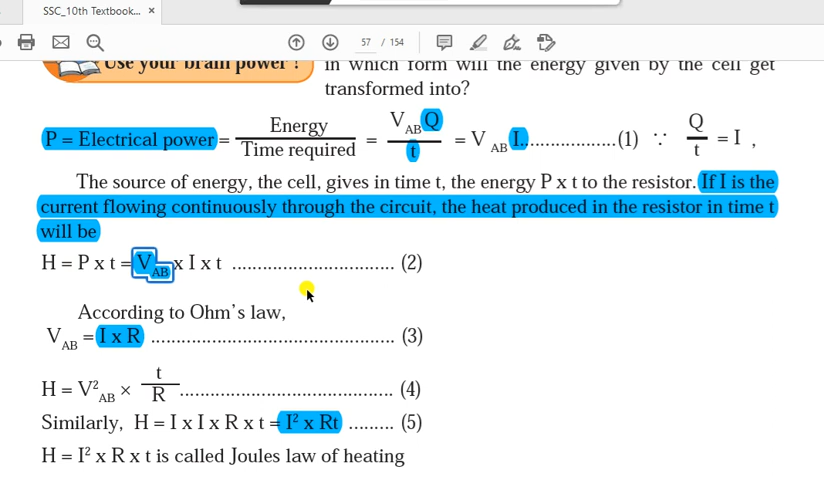 SSC_10th Textbook... ×
57 / 154
Use your brain power !
in which form will the energy given by the cell get
transformed into?
P = Electrical power = Energy / Time required = V_AB Q / t = V_AB I...................(1) ∵ Q / t = I ,
The source of energy, the cell, gives in time t, the energy P x t to the resistor. If I is the
current flowing continuously through the circuit, the heat produced in the resistor in time t
will be
H = P x t = V_AB x I x t ................................ (2)
According to Ohm's law,
V_AB = I x R ................................................ (3)
H = V²_AB × t / R .......................................... (4)
Similarly, H = I x I x R x t = I² x Rt ......... (5)
H = I² x R x t is called Joules law of heating